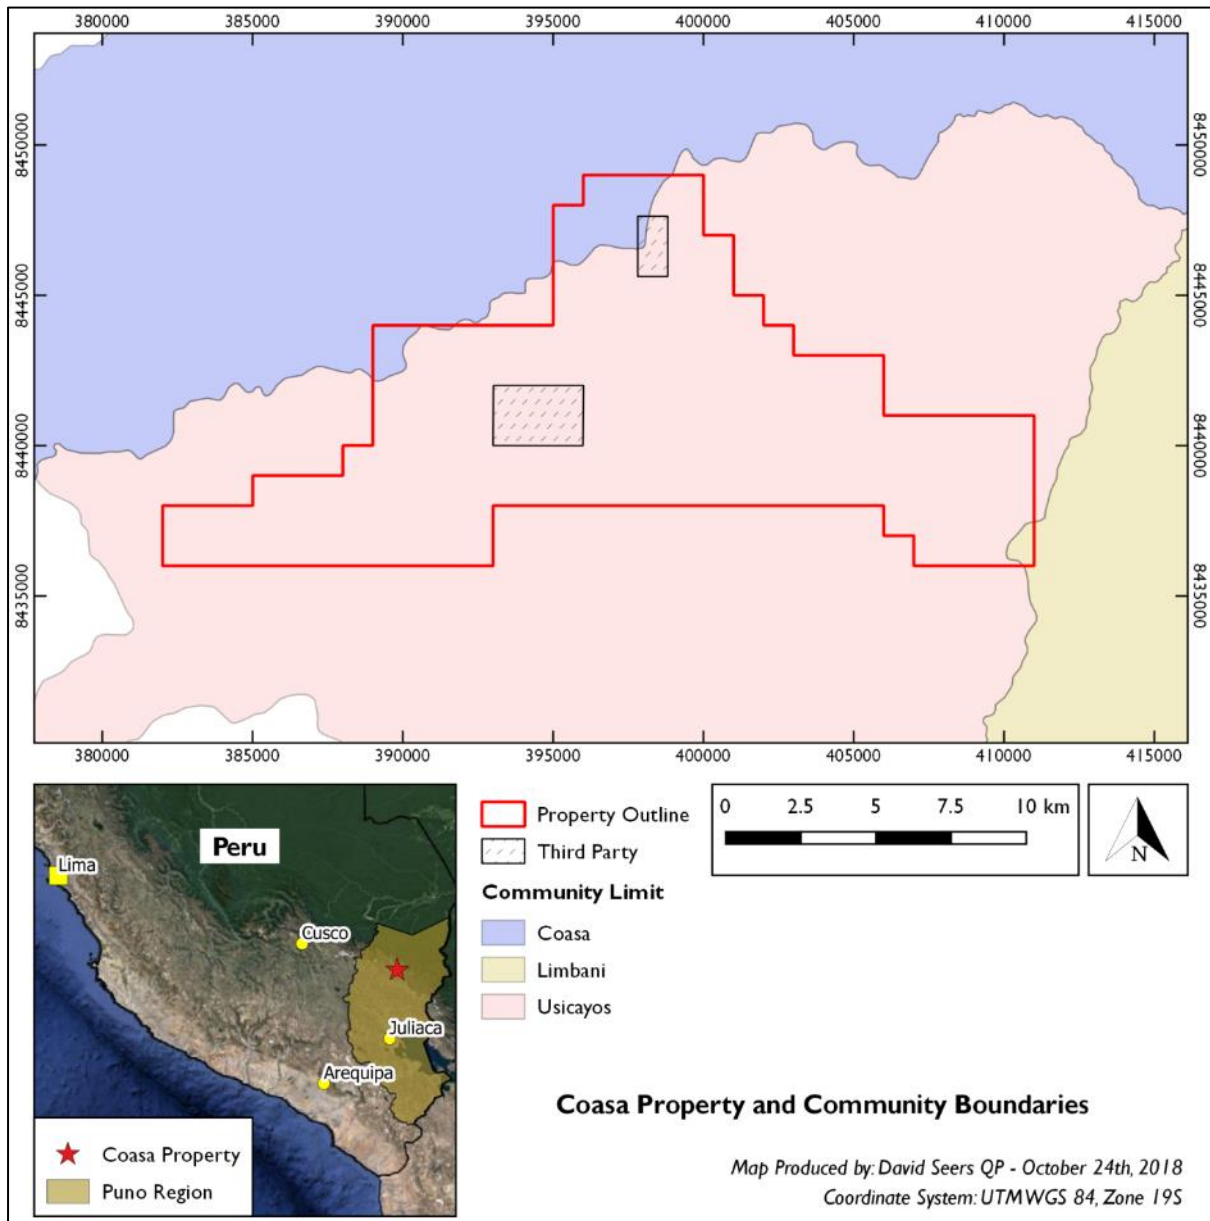 380000 385000 390000 395000 400000 405000 410000 415000
8450000 8450000
8445000 8445000
8440000 8440000
8435000 8435000
380000 385000 390000 395000 400000 405000 410000 415000
Peru
Lima
Cusco
Juliaca
Arequipa
Coasa Property
Puno Region
Property Outline
Third Party
Community Limit
Coasa
Limbani
Usicayos
0 2.5 5 7.5 10 km
N
Coasa Property and Community Boundaries
Map Produced by: David Seers QP - October 24th, 2018
Coordinate System: UTMWGS 84, Zone 19S